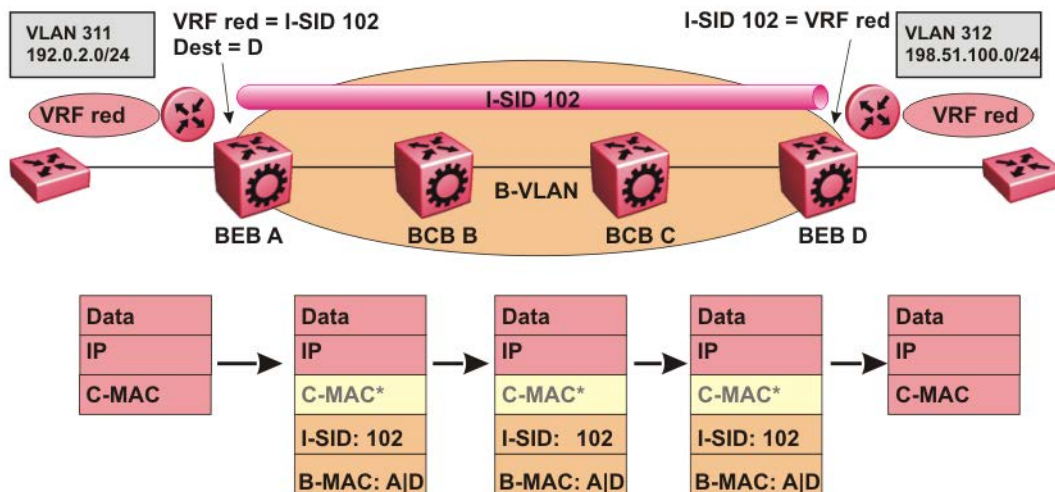 VLAN 311
192.0.2.0/24
VRF red = I-SID 102
Dest = D
I-SID 102 = VRF red
VLAN 312
198.51.100.0/24
VRF red
I-SID 102
VRF red
B-VLAN
BEB A
BCB B
BCB C
BEB D
Data
IP
C-MAC
Data
IP
C-MAC*
I-SID: 102
B-MAC: A|D
Data
IP
C-MAC*
I-SID: 102
B-MAC: A|D
Data
IP
C-MAC*
I-SID: 102
B-MAC: A|D
Data
IP
C-MAC